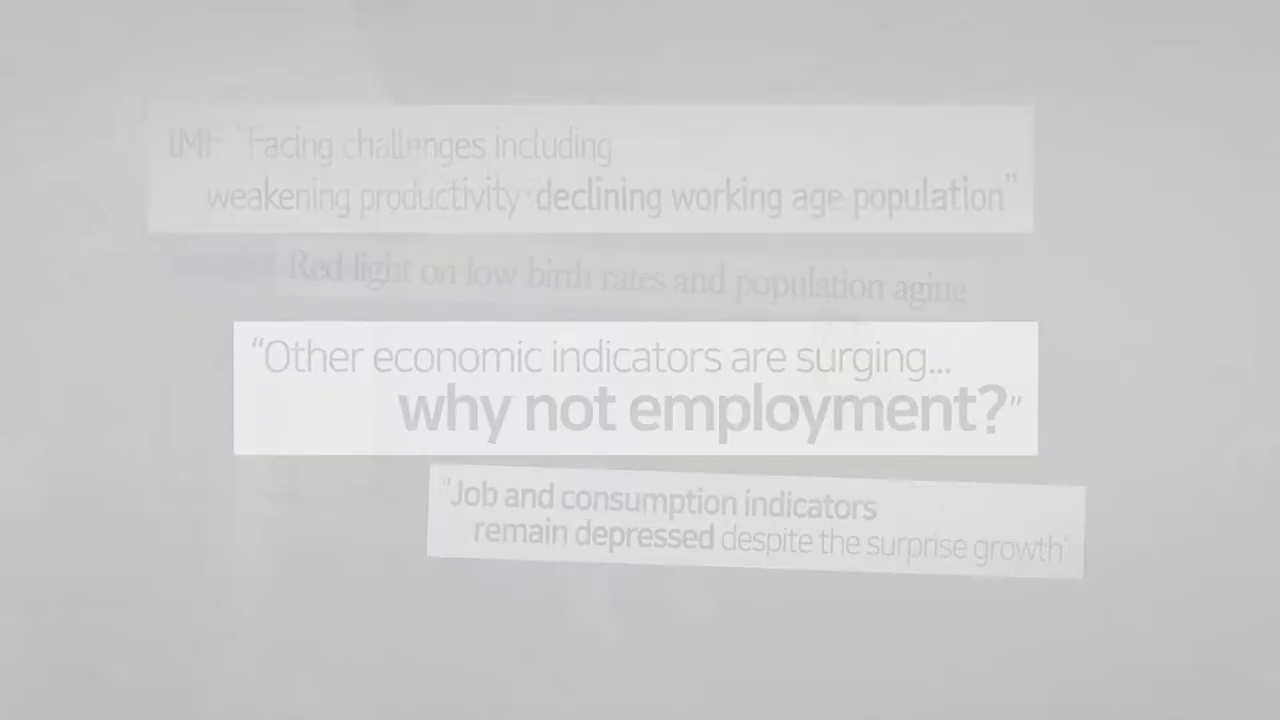 IMF "Facing challenges including
weakening productivity·declining working age population"
Red light on low birth rates and population aging
"Other economic indicators are surging...
why not employment?"
"Job and consumption indicators
remain depressed despite the surprise growth"